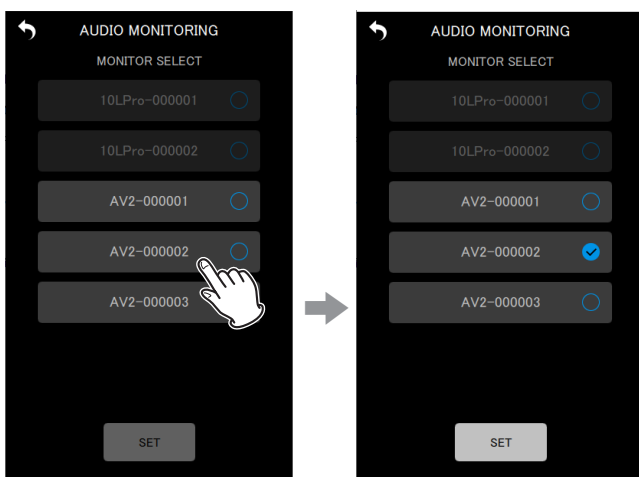 AUDIO MONITORING
MONITOR SELECT
10LPro-000001
10LPro-000002
AV2-000001
AV2-000002
AV2-000003
SET
AUDIO MONITORING
MONITOR SELECT
10LPro-000001
10LPro-000002
AV2-000001
AV2-000002
AV2-000003
SET